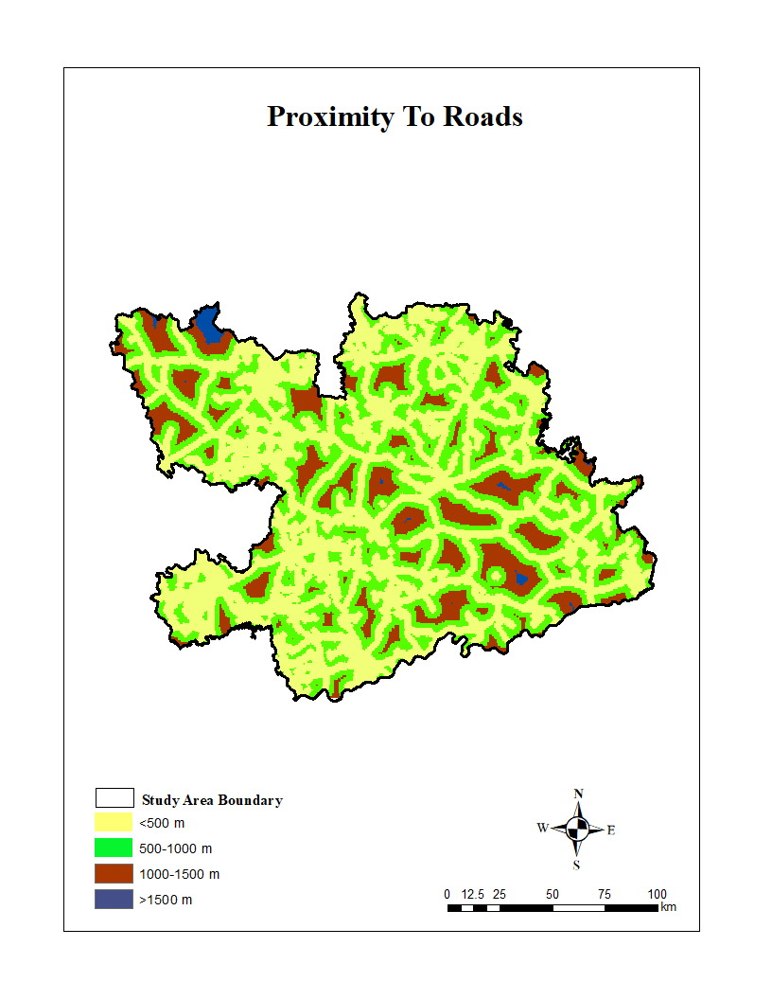 Proximity To Roads
Study Area Boundary
<500 m
500-1000 m
1000-1500 m
>1500 m
N
W E
S
0 12.5 25 50 75 100
km